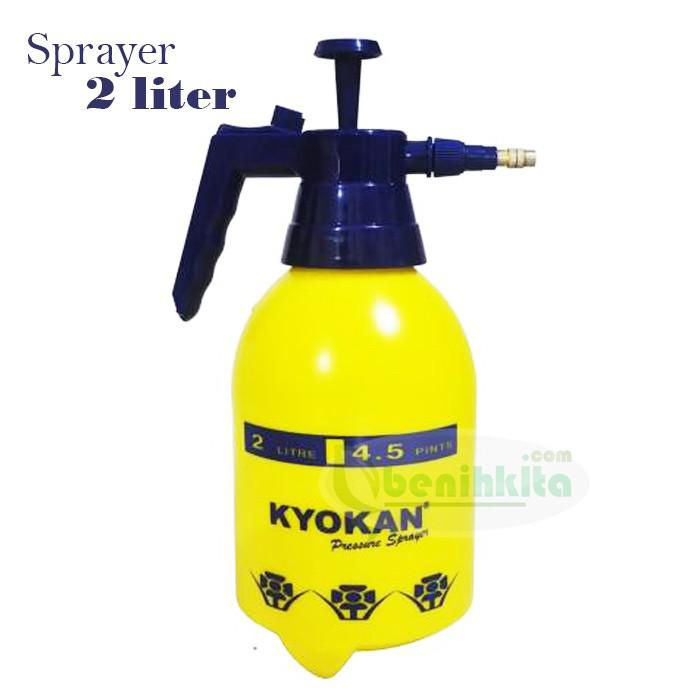 Sprayer
2 liter
2 LITRE 4.5 PINTS
benihkita.com
KYOKAN®
Pressure Sprayer